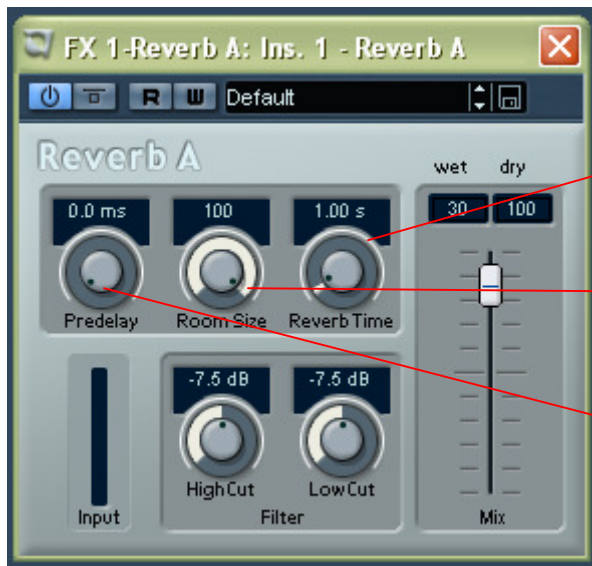 FX 1-Reverb A: Ins. 1 - Reverb A
R W Default
Reverb A
wet dry
0.0 ms 100 1.00 s 30 100
Predelay Room Size Reverb Time
-7.5 dB -7.5 dB
High Cut Low Cut
Input Filter Mix